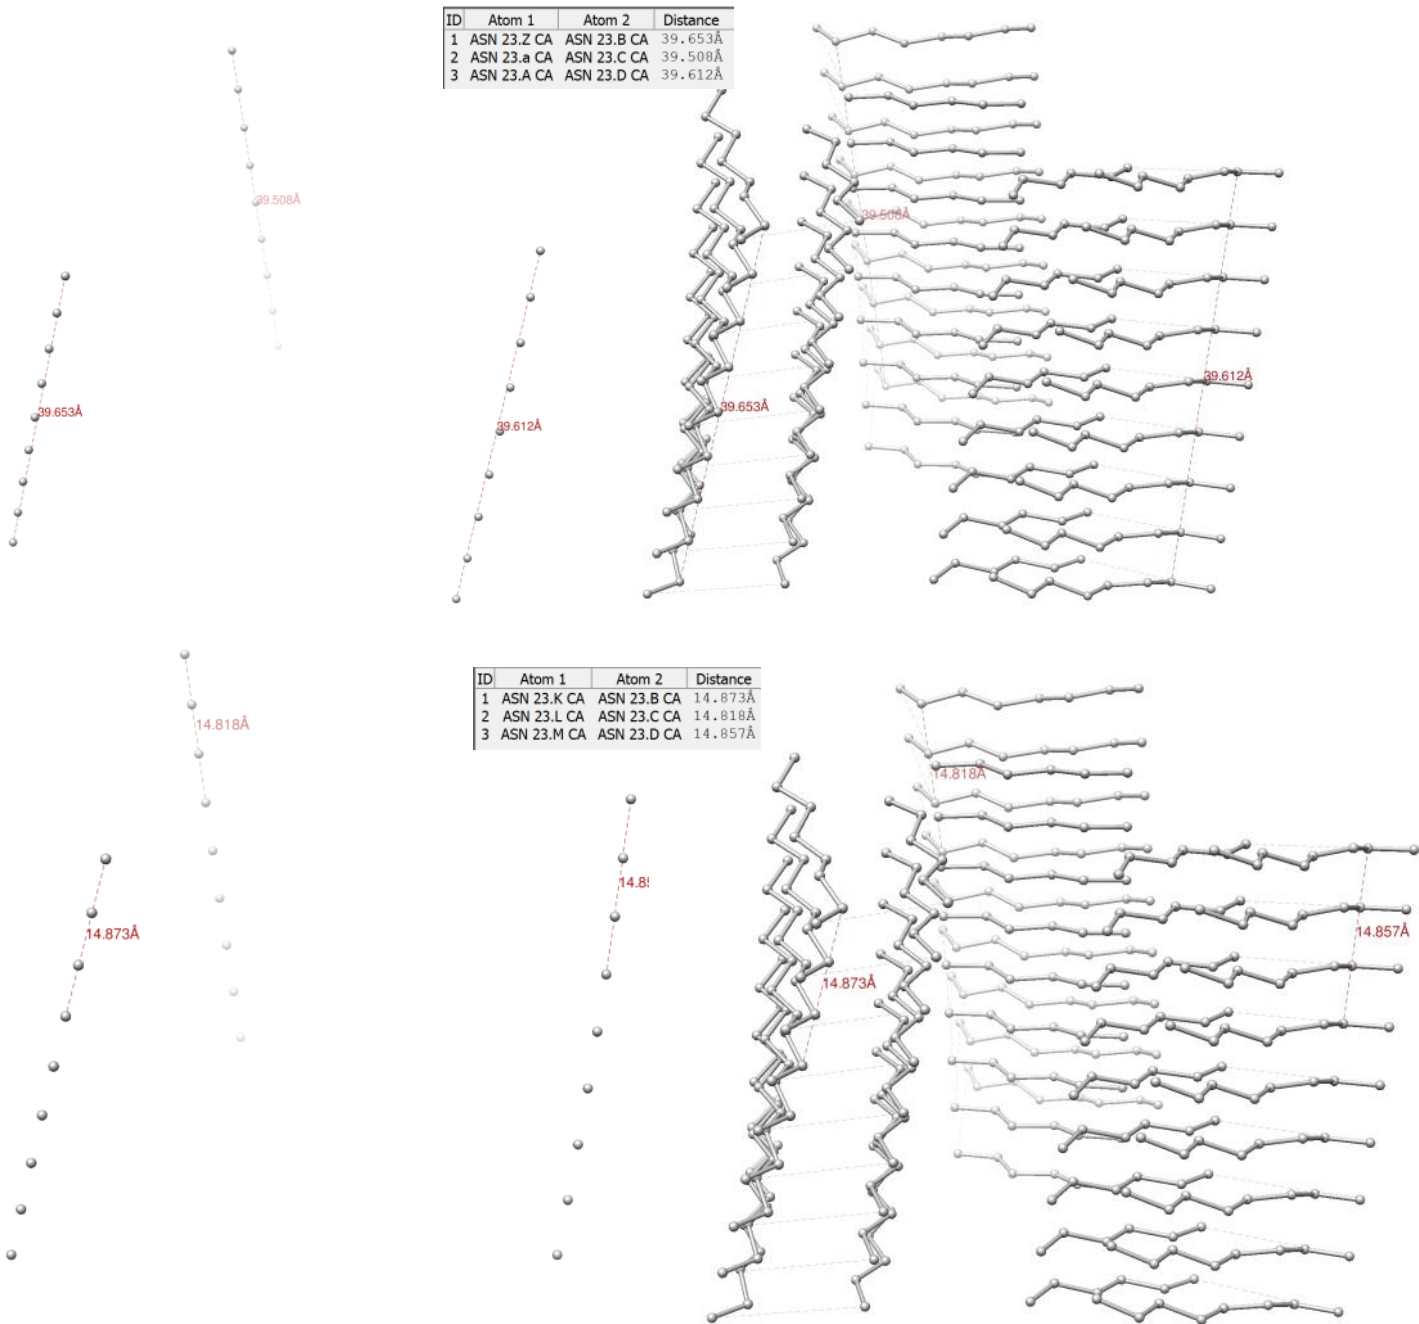 ID Atom 1 Atom 2 Distance
1 ASN 23.Z CA ASN 23.B CA 39.653Å
2 ASN 23.a CA ASN 23.C CA 39.508Å
3 ASN 23.A CA ASN 23.D CA 39.612Å
39.508Å
39.508Å
39.612Å
39.653Å
39.653Å
39.612Å
ID Atom 1 Atom 2 Distance
1 ASN 23.K CA ASN 23.B CA 14.873Å
2 ASN 23.L CA ASN 23.C CA 14.818Å
3 ASN 23.M CA ASN 23.D CA 14.857Å
14.818Å
14.818Å
14.873Å
14.857Å
14.873Å